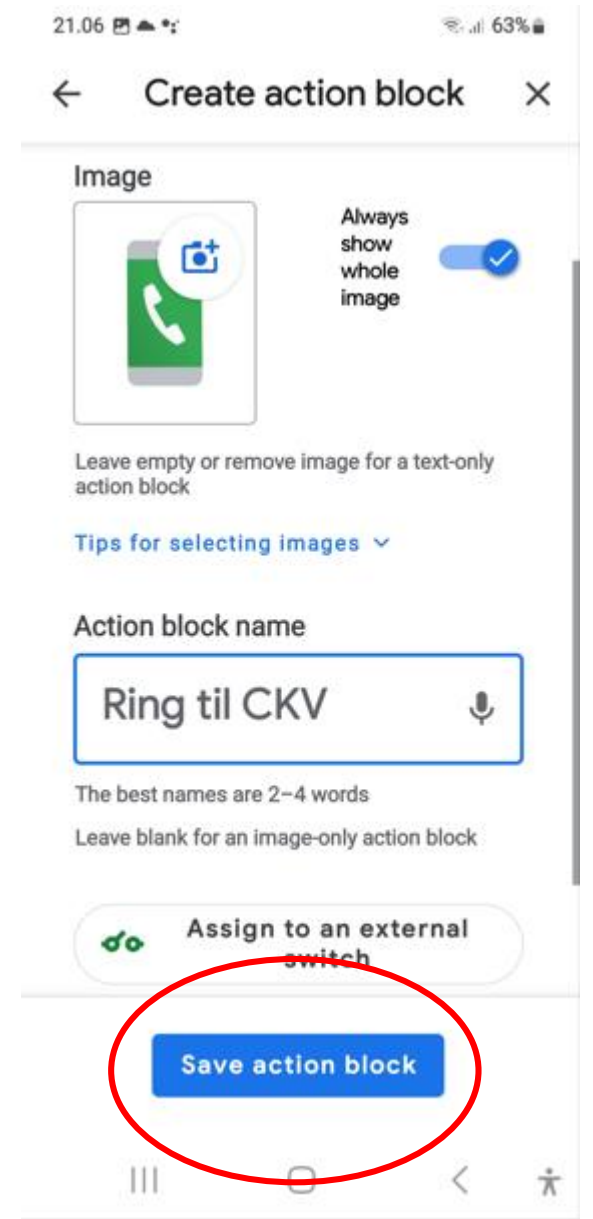 21.06 63%
Create action block
Image
Always
show
whole
image
Leave empty or remove image for a text-only
action block
Tips for selecting images
Action block name
Ring til CKV
The best names are 2–4 words
Leave blank for an image-only action block
Assign to an external
switch
Save action block